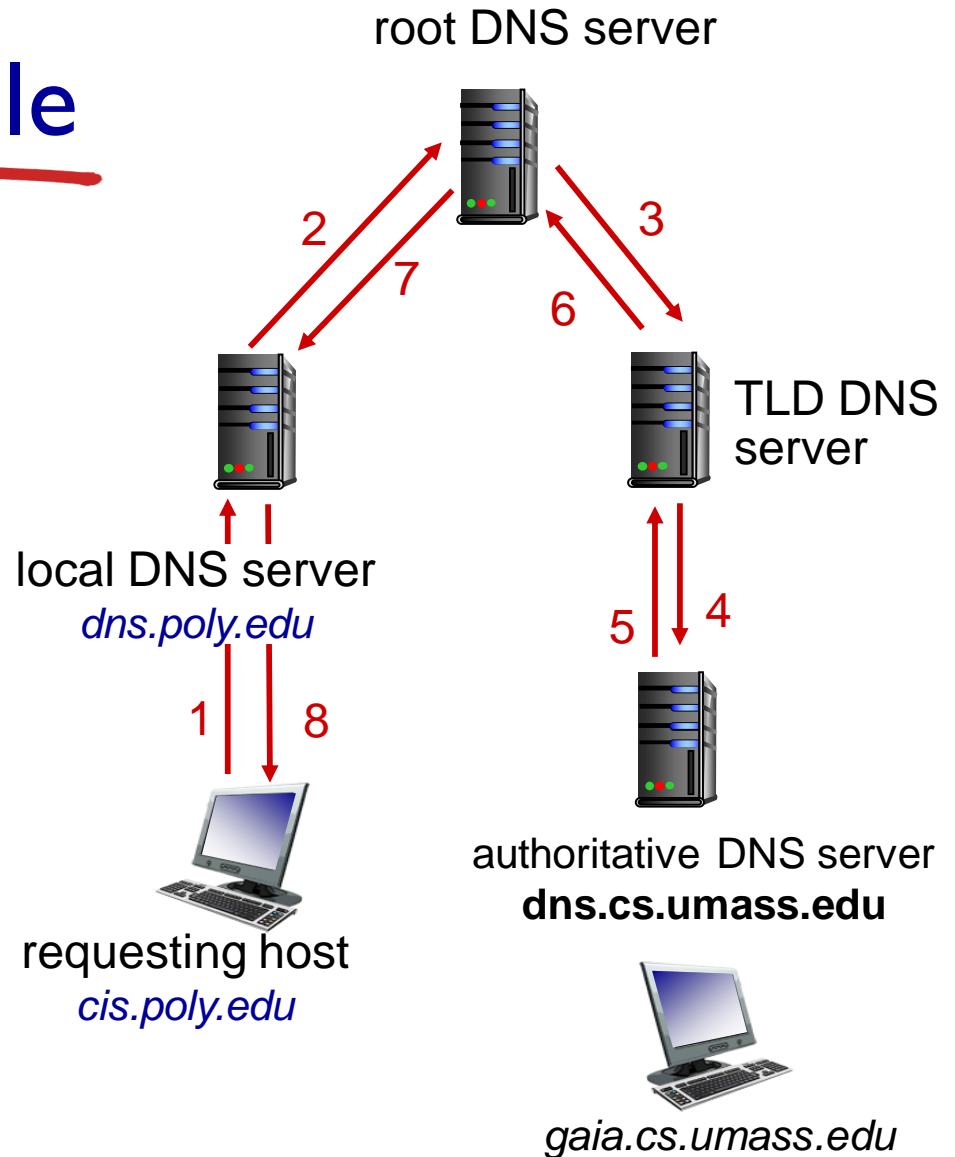 root DNS server
le
2
7
3
6
TLD DNS
server
local DNS server
dns.poly.edu
5
4
1
8
authoritative DNS server
dns.cs.umass.edu
requesting host
cis.poly.edu
gaia.cs.umass.edu